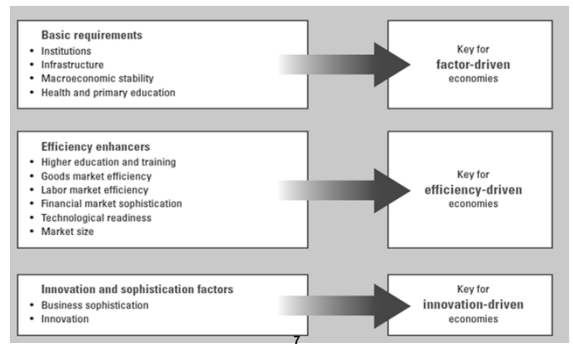 Basic requirements
• Institutions
• Infrastructure
• Macroeconomic stability
• Health and primary education
Key for
factor-driven
economies
Efficiency enhancers
• Higher education and training
• Goods market efficiency
• Labor market efficiency
• Financial market sophistication
• Technological readiness
• Market size
Key for
efficiency-driven
economies
Innovation and sophistication factors
• Business sophistication
• Innovation
Key for
innovation-driven
economies
7